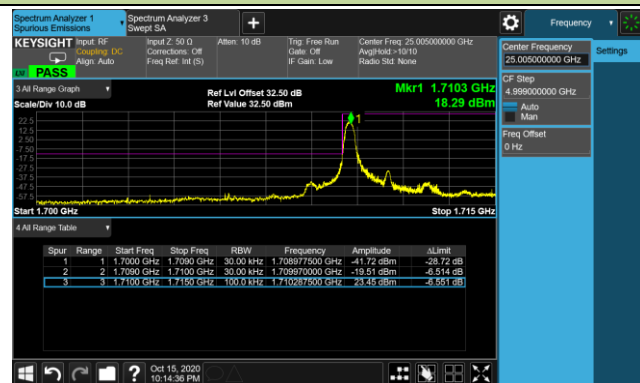 Spectrum Analyzer 1
Spurious Emissions
Spectrum Analyzer 3
Swept SA
+
Frequency
KEYSIGHT
Input: RF
Coupling: DC
Align: Auto
Input Z: 50 Ω
Corrections: Off
Freq Ref: Int (S)
Atten: 10 dB
Trig: Free Run
Gate: Off
IF Gain: Low
Center Freq: 25.005000000 GHz
Avg|Hold:>10/10
Radio Std: None
PASS
3 All Range Graph
Scale/Div 10.0 dB
Ref Lvl Offset 32.50 dB
Ref Value 32.50 dBm
Mkr1 1.7103 GHz
18.29 dBm
22.5
12.5
2.50
-7.50
-17.5
-27.5
-37.5
-47.5
-57.5
1
Start 1.700 GHz
Stop 1.715 GHz
4 All Range Table
Spur Range Start Freq Stop Freq RBW Frequency Amplitude ΔLimit
1 1 1.7000 GHz 1.7090 GHz 30.00 kHz 1.708977500 GHz -41.72 dBm -28.72 dB
2 2 1.7090 GHz 1.7100 GHz 30.00 kHz 1.709970000 GHz -19.51 dBm -6.514 dB
3 3 1.7100 GHz 1.7150 GHz 100.0 kHz 1.710287500 GHz 23.45 dBm -6.551 dB
Center Frequency
25.005000000 GHz
Settings
CF Step
4.999000000 GHz
Auto
Man
Freq Offset
0 Hz
?
Oct 15, 2020
10:14:36 PM